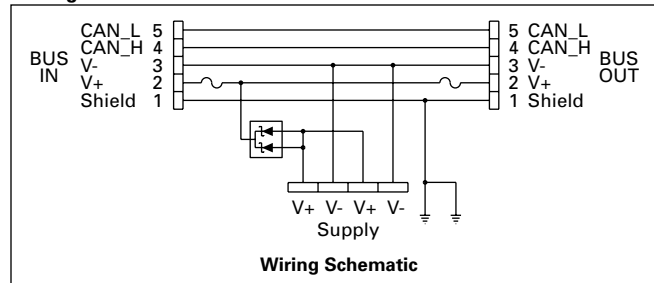 CAN_L 5
CAN_H 4
BUS IN
V- 3
V+ 2
Shield 1
5 CAN_L
4 CAN_H
BUS OUT
3 V-
2 V+
1 Shield
V+ V- V+ V-
Supply
Wiring Schematic